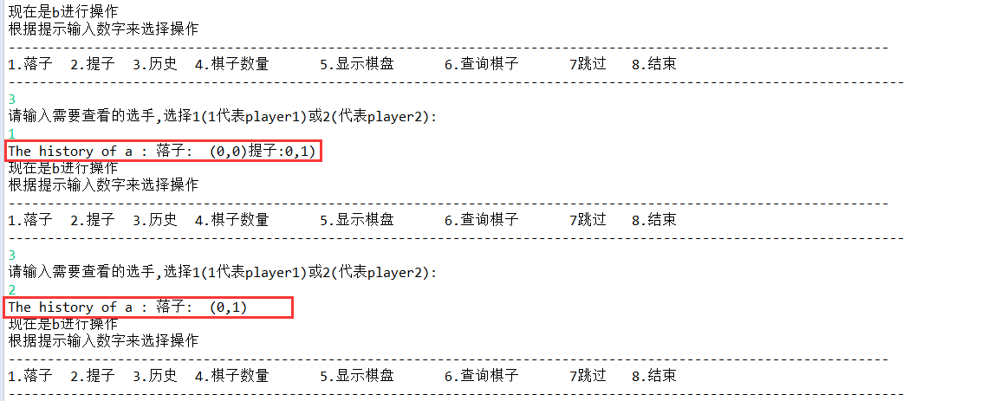 现在是b进行操作
根据提示输入数字来选择操作
--------------------------------------------------------------------------------------------------------------------
1.落子  2.提子  3.历史  4.棋子数量      5.显示棋盘      6.查询棋子      7跳过   8.结束
----------------------------------------------------------------------------------------------------------------------
3
请输入需要查看的选手,选择1(1代表player1)或2(代表player2):
1
The history of a : 落子:  (0,0)提子:0,1)
现在是b进行操作
根据提示输入数字来选择操作
--------------------------------------------------------------------------------------------------------------------
1.落子  2.提子  3.历史  4.棋子数量      5.显示棋盘      6.查询棋子      7跳过   8.结束
----------------------------------------------------------------------------------------------------------------------
3
请输入需要查看的选手,选择1(1代表player1)或2(代表player2):
2
The history of a : 落子:  (0,1)
现在是b进行操作
根据提示输入数字来选择操作
--------------------------------------------------------------------------------------------------------------------
1.落子  2.提子  3.历史  4.棋子数量      5.显示棋盘      6.查询棋子      7跳过   8.结束
----------------------------------------------------------------------------------------------------------------------